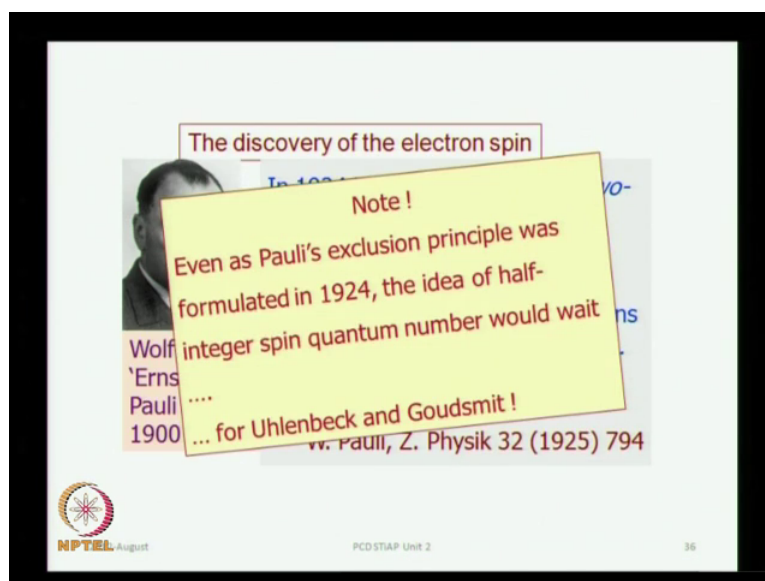 The discovery of the electron spin
wo-
Note !
Even as Pauli's exclusion principle was
formulated in 1924, the idea of half-
integer spin quantum number would wait
ns
....
... for Uhlenbeck and Goudsmit !
Wolf
'Erns
Pauli
1900
W. Pauli, Z. Physik 32 (1925) 794
NPTEL
-August
PCDSTIAP Unit 2
36